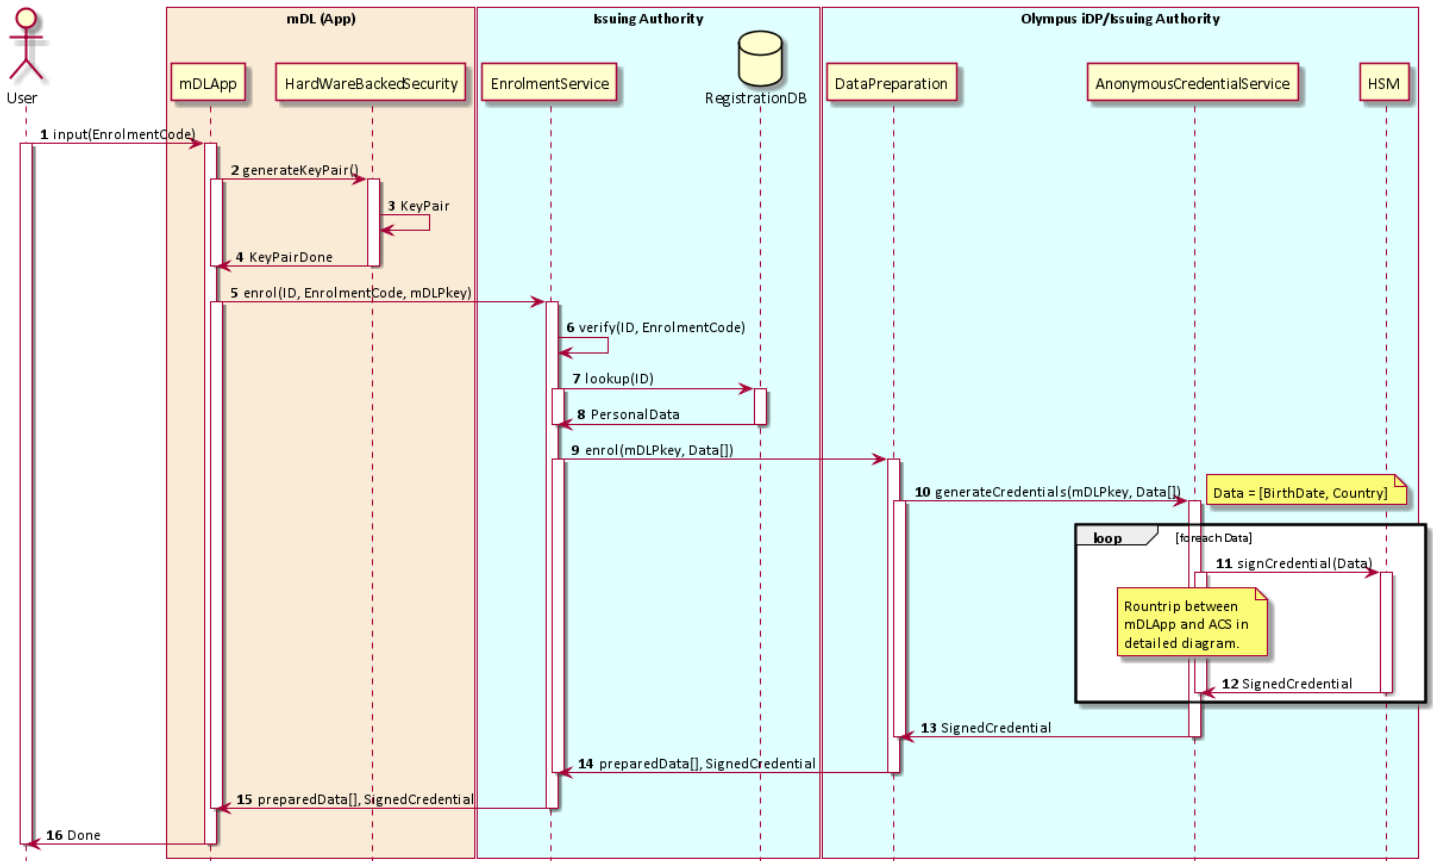 mDL (App)
Issuing Authority
Olympus iDP/Issuing Authority
User
mDLApp
HardWareBackedSecurity
EnrolmentService
RegistrationDB
DataPreparation
AnonymousCredentialService
HSM
1 input(EnrolmentCode)
2 generateKeyPair()
3 KeyPair
4 KeyPairDone
5 enrol(ID, EnrolmentCode, mDLPkey)
6 verify(ID, EnrolmentCode)
7 lookup(ID)
8 PersonalData
9 enrol(mDLPkey, Data[])
10 generateCredentials(mDLPkey, Data[])
Data = [BirthDate, Country]
loop [foreach Data]
11 signCredential(Data)
Rountrip between
mDLApp and ACS in
detailed diagram.
12 SignedCredential
13 SignedCredential
14 preparedData[], SignedCredential
15 preparedData[], SignedCredential
16 Done